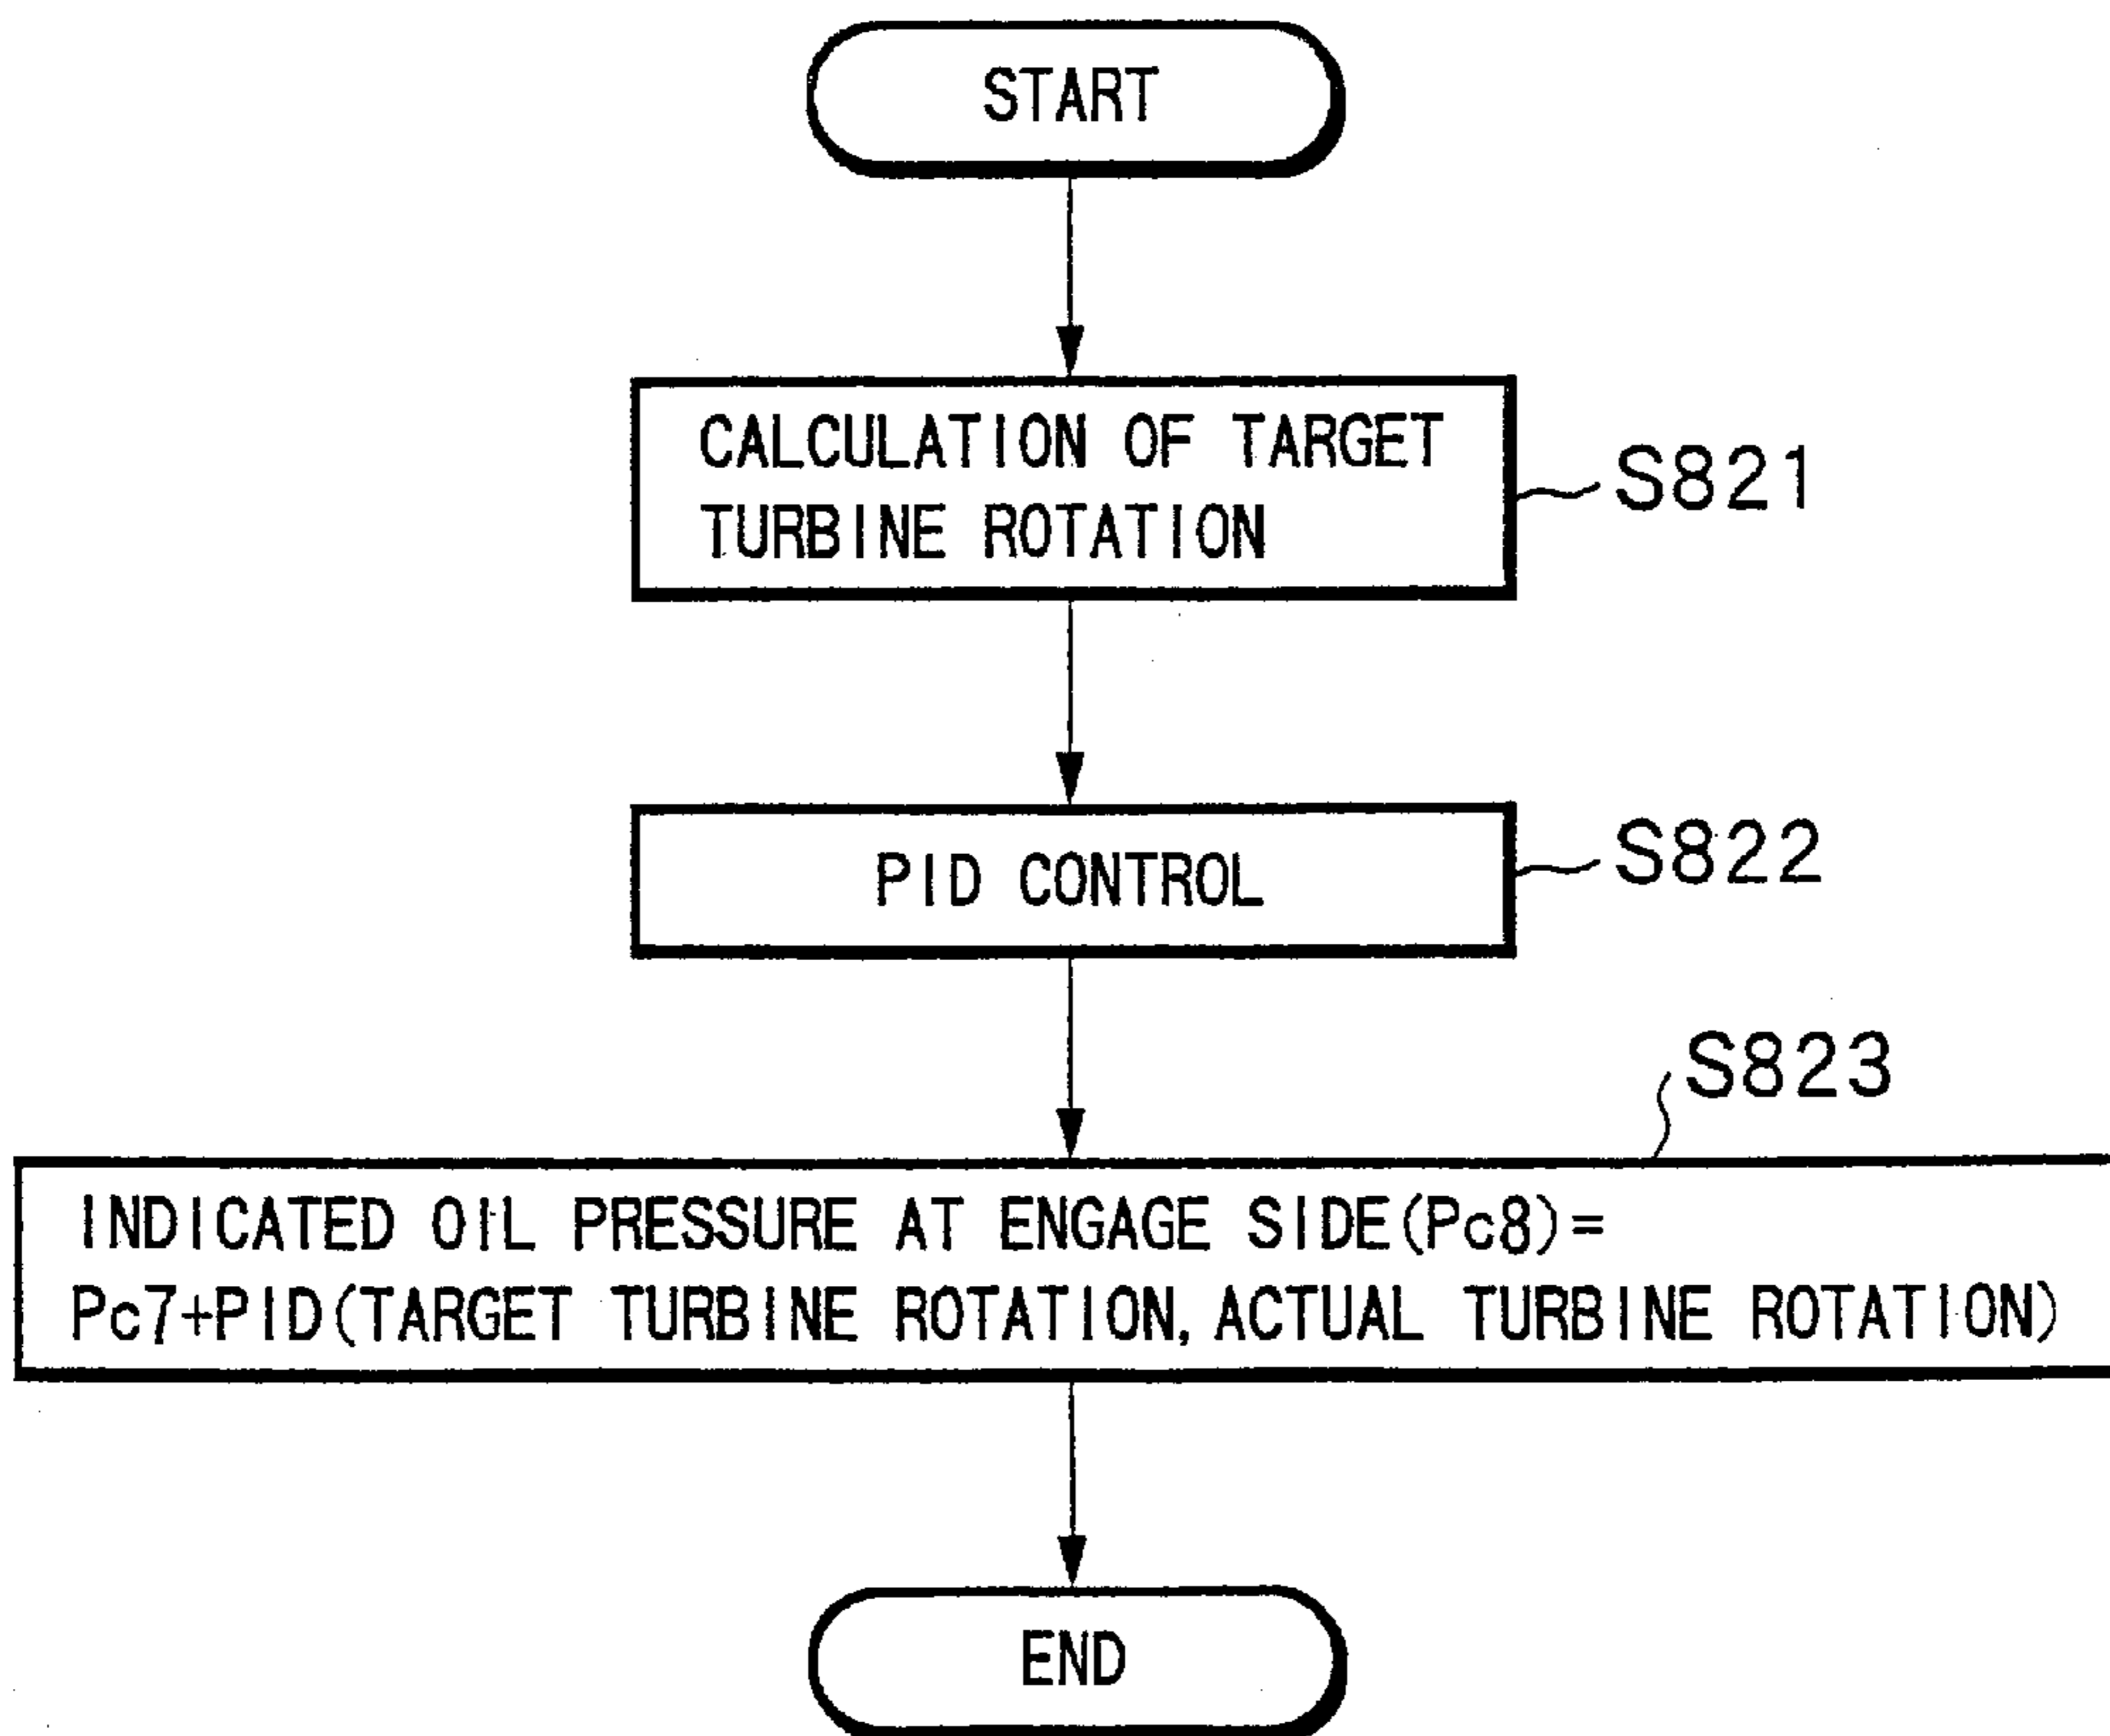 START
CALCULATION OF TARGET
TURBINE ROTATION
S821
PID CONTROL
S822
S823
INDICATED OIL PRESSURE AT ENGAGE SIDE(Pc8)=
Pc7+PID(TARGET TURBINE ROTATION, ACTUAL TURBINE ROTATION)
END